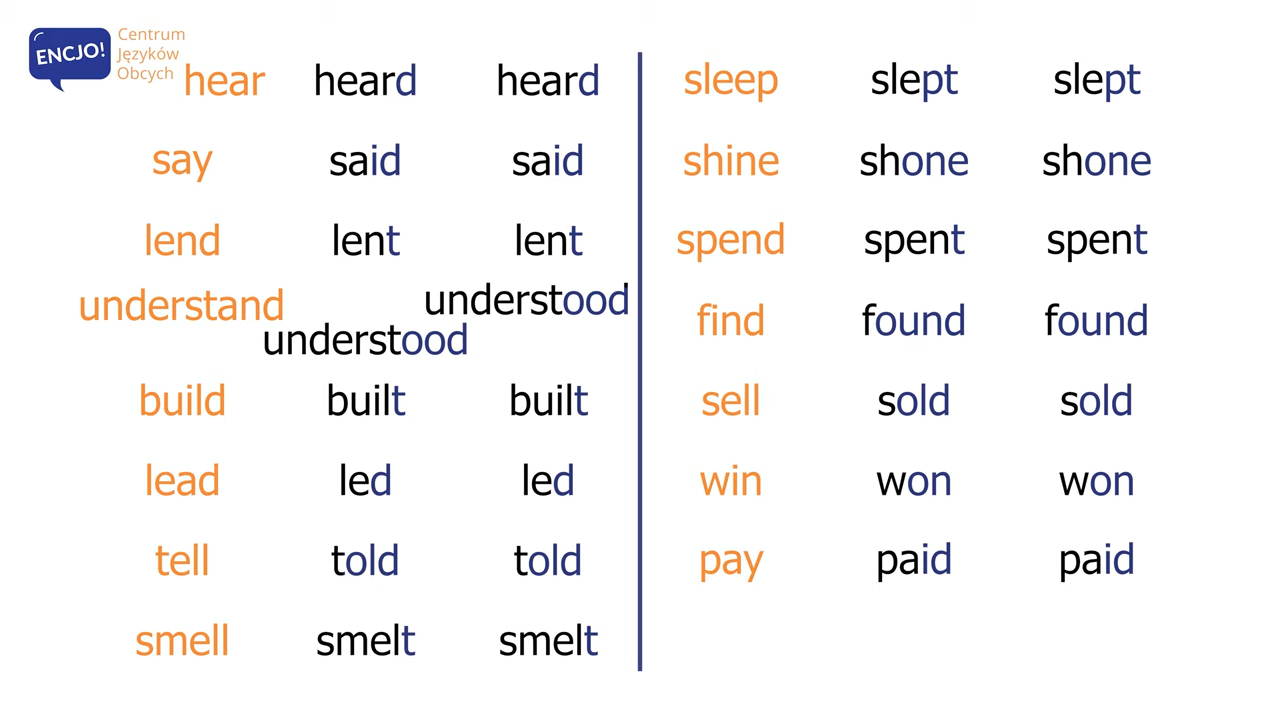 ENCJO!
Centrum
Języków
Obcych
hear heard heard
say said said
lend lent lent
understand understood understood
build built built
lead led led
tell told told
smell smelt smelt
sleep slept slept
shine shone shone
spend spent spent
find found found
sell sold sold
win won won
pay paid paid